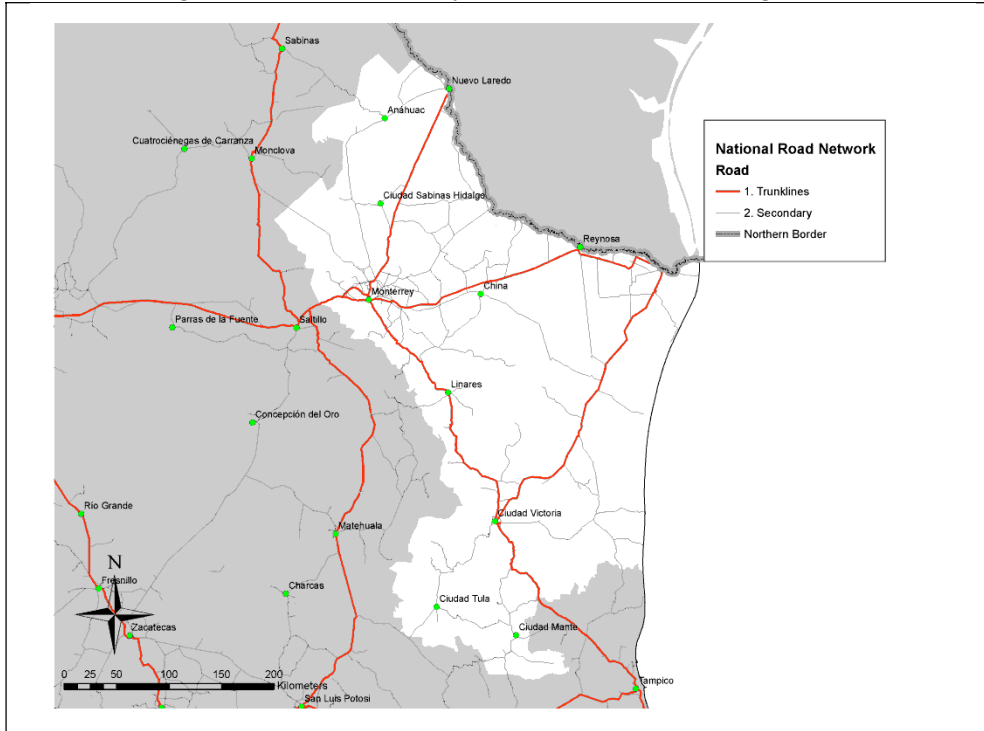 Sabinas
Nuevo Laredo
Anáhuac
Cuatrociénegas de Carranza
Monclova
National Road Network
Road
1. Trunklines
2. Secondary
Northern Border
Ciudad Sabinas Hidalgo
Reynosa
Monterrey
China
Parras de la Fuente
Saltillo
Linares
Concepción del Oro
Río Grande
Ciudad Victoria
Matehuala
N
Fresnillo
Charcas
Ciudad Tula
Zacatecas
Ciudad Mante
0 25 50 100 150 200
Kilometers
Tampico
San Luis Potosi